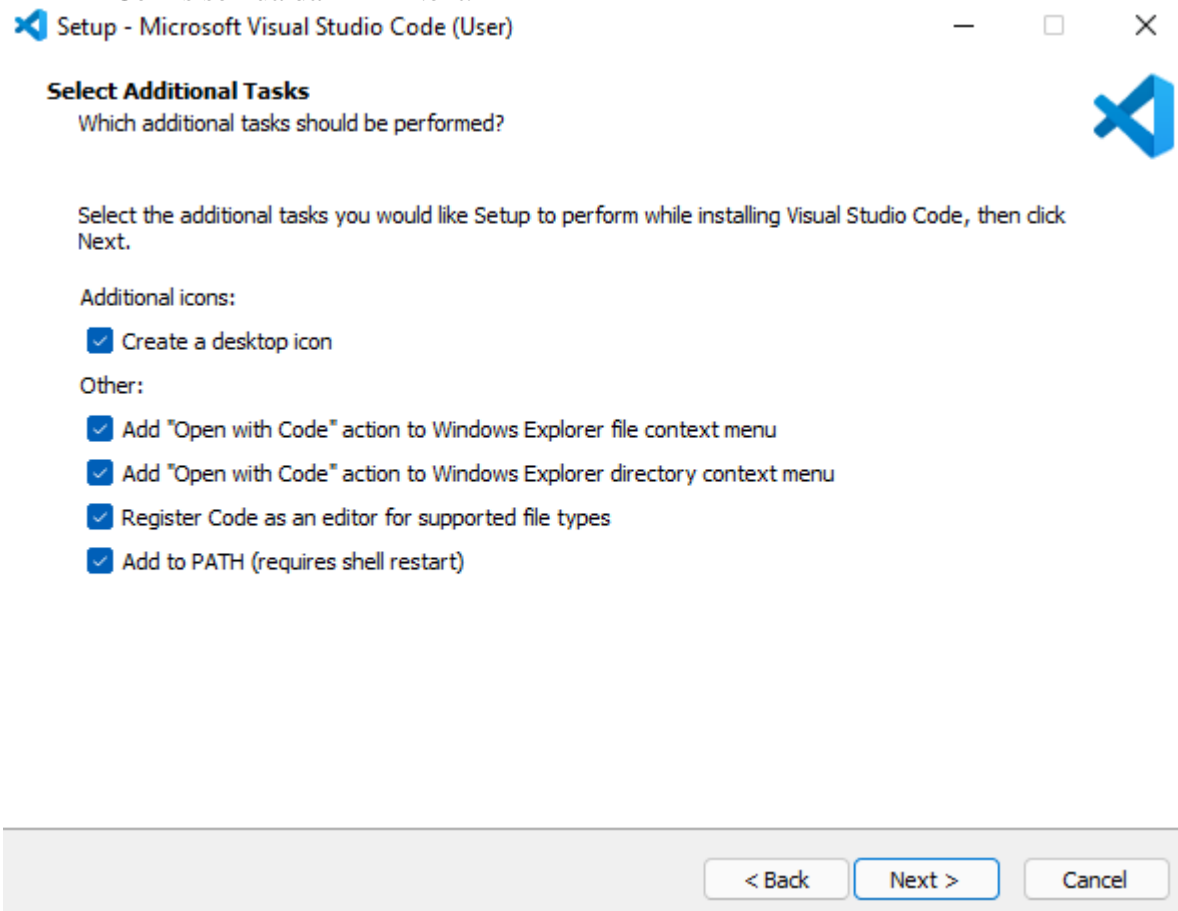 Setup - Microsoft Visual Studio Code (User)
Select Additional Tasks
Which additional tasks should be performed?
Select the additional tasks you would like Setup to perform while installing Visual Studio Code, then click
Next.
Additional icons:
Create a desktop icon
Other:
Add "Open with Code" action to Windows Explorer file context menu
Add "Open with Code" action to Windows Explorer directory context menu
Register Code as an editor for supported file types
Add to PATH (requires shell restart)
< Back
Next >
Cancel